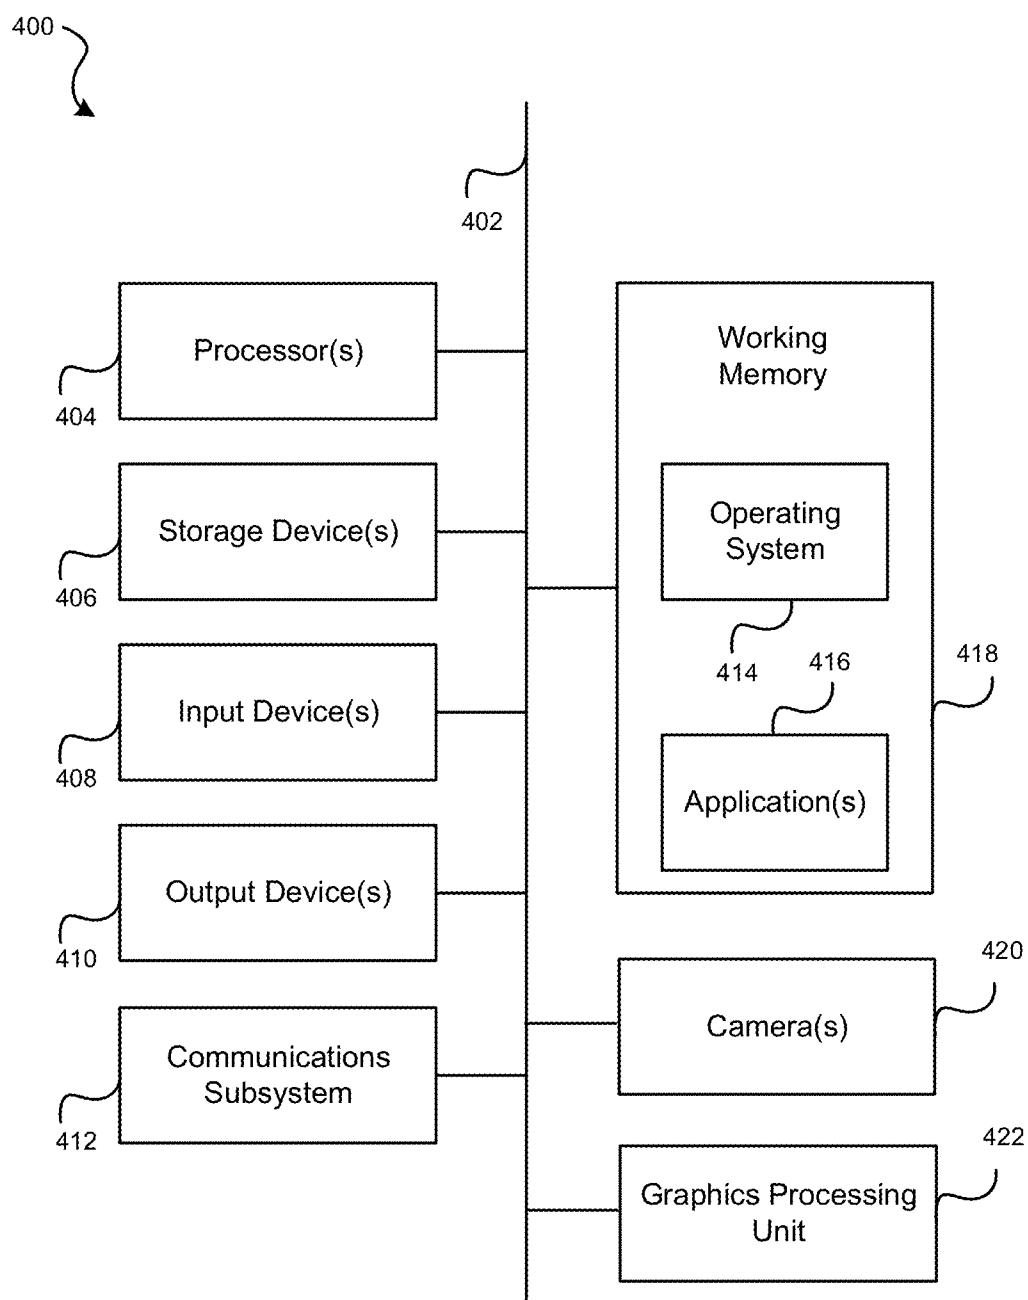 400
402
Processor(s)
404
Storage Device(s)
406
Input Device(s)
408
Output Device(s)
410
Communications
Subsystem
412
Working
Memory
Operating
System
414
416
418
Application(s)
420
Camera(s)
422
Graphics Processing
Unit